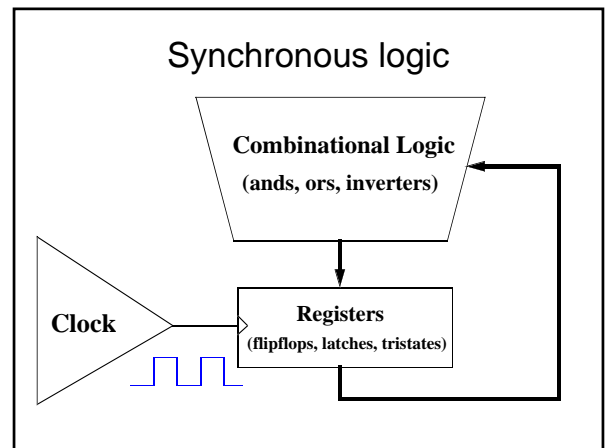 Synchronous logic
Combinational Logic
(ands, ors, inverters)
Registers
(flipflops, latches, tristates)
Clock